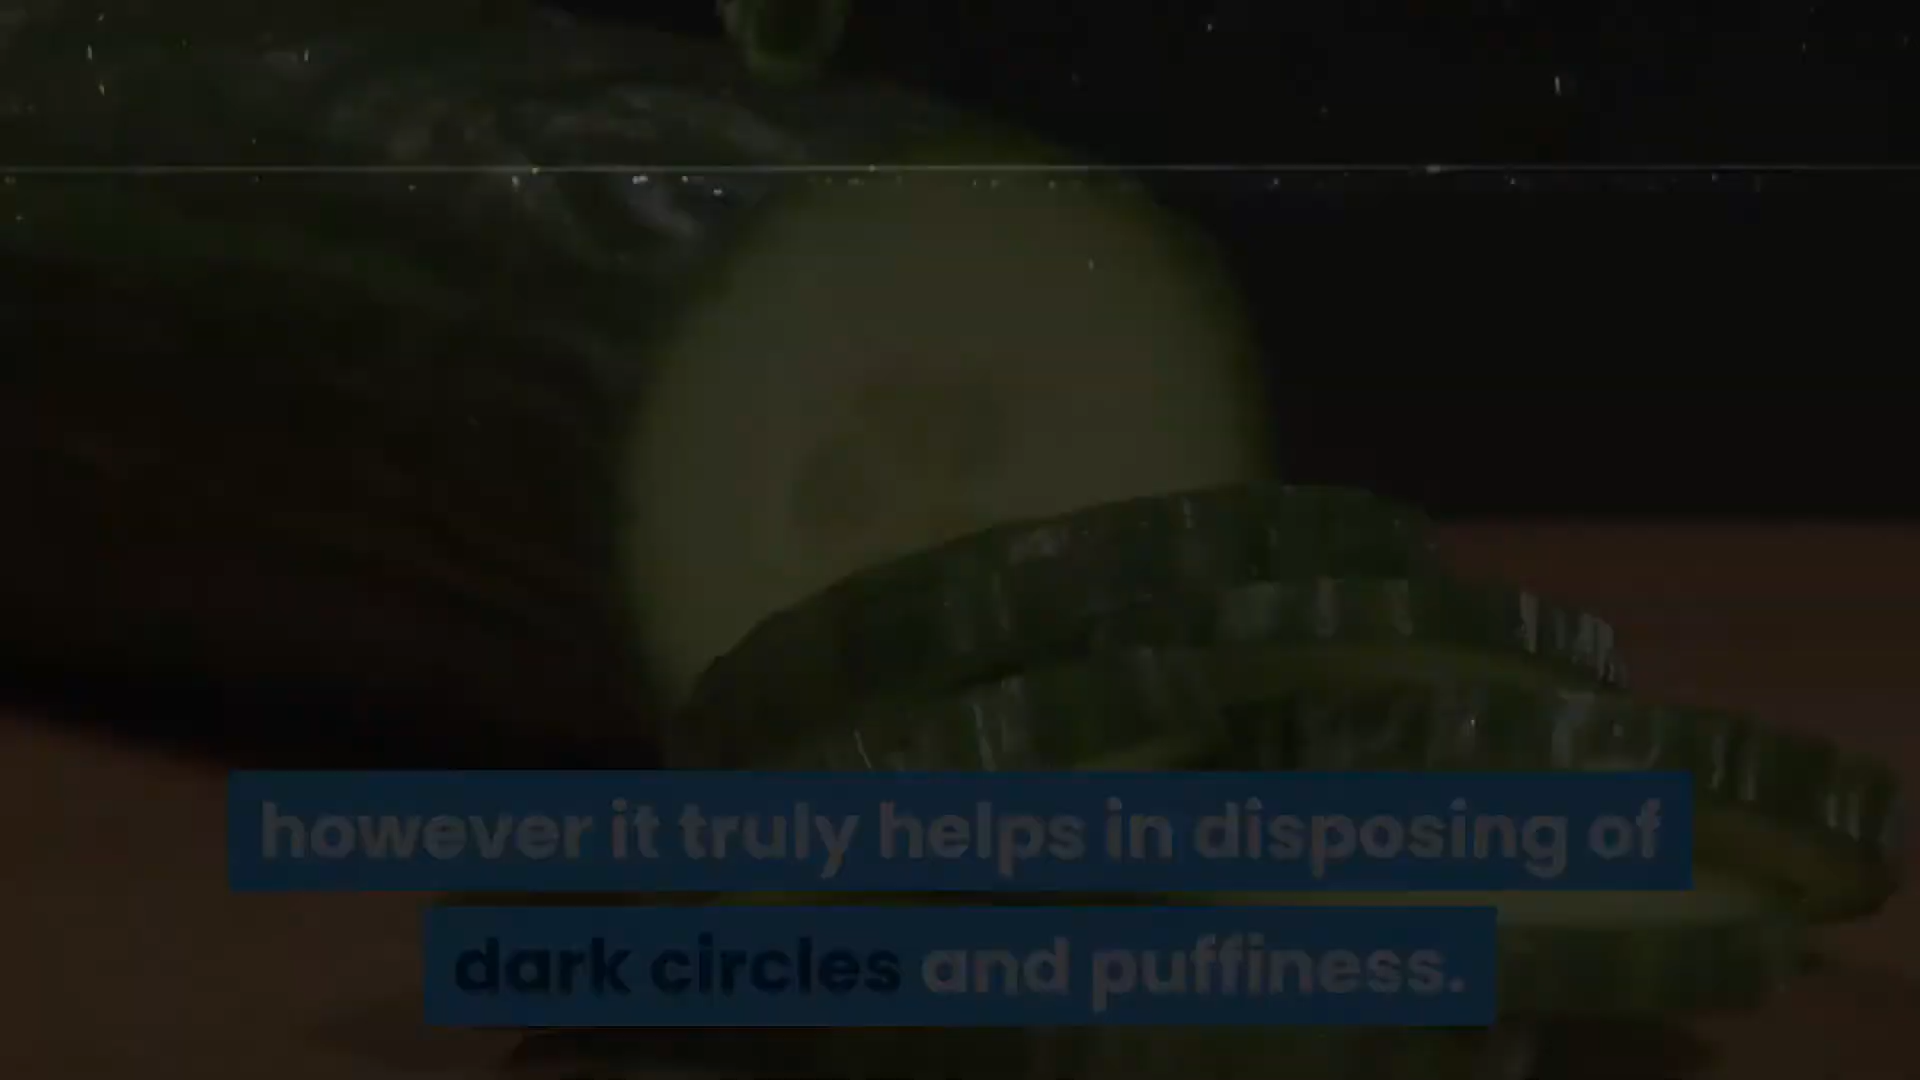 however it truly helps in disposing of
dark circles and puffiness.